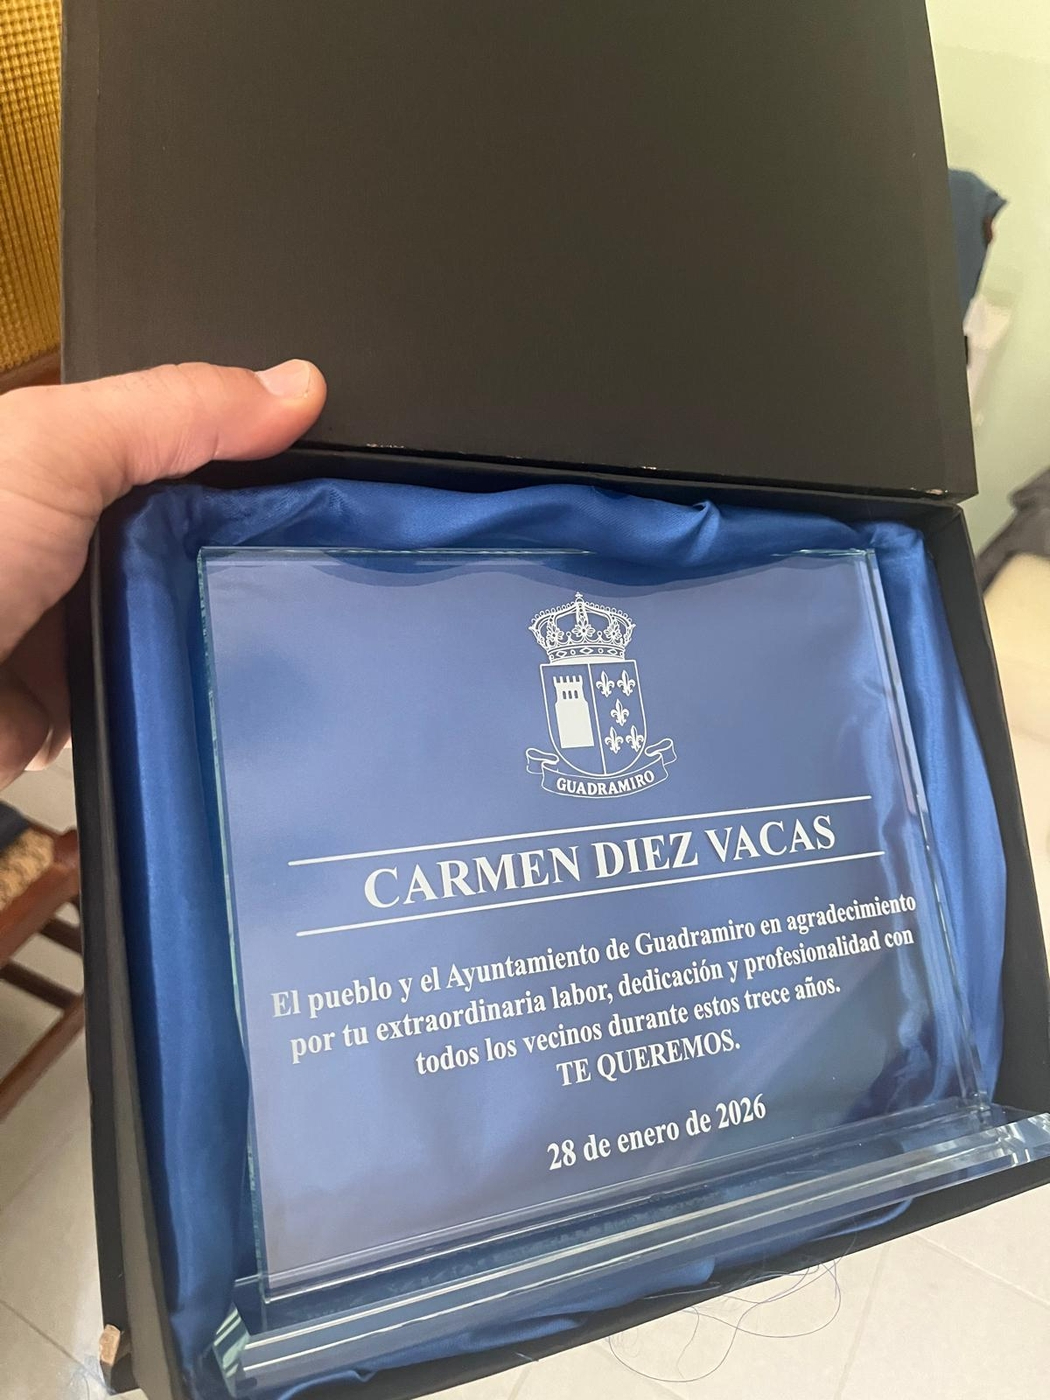 GUADRAMIRO
CARMEN DIEZ VACAS
El pueblo y el Ayuntamiento de Guadramiro en agradecimiento
por tu extraordinaria labor, dedicación y profesionalidad con
todos los vecinos durante estos trece años.
TE QUEREMOS.
28 de enero de 2026